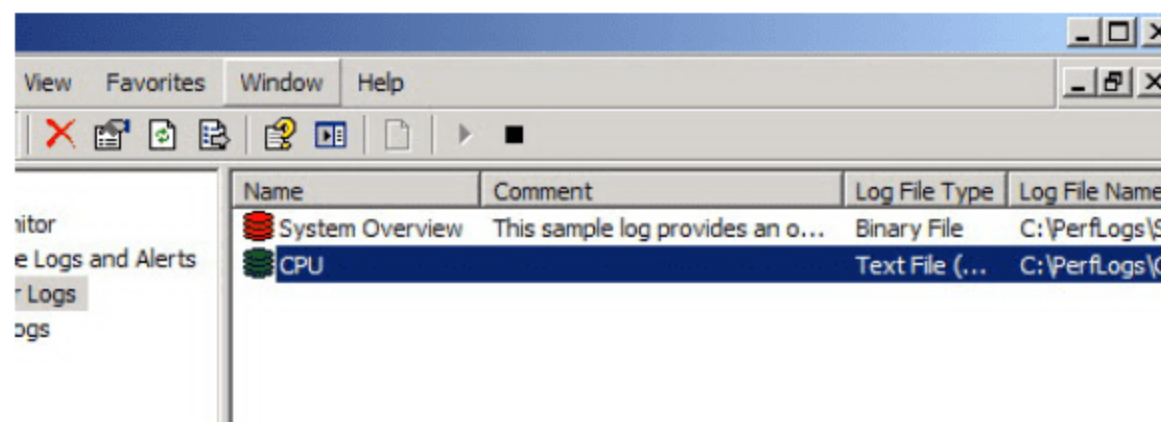 View Favorites Window Help
Name Comment Log File Type Log File Name
nitor
System Overview This sample log provides an o... Binary File C:\PerfLogs\S
e Logs and Alerts
CPU Text File (... C:\PerfLogs\C
r Logs
ogs